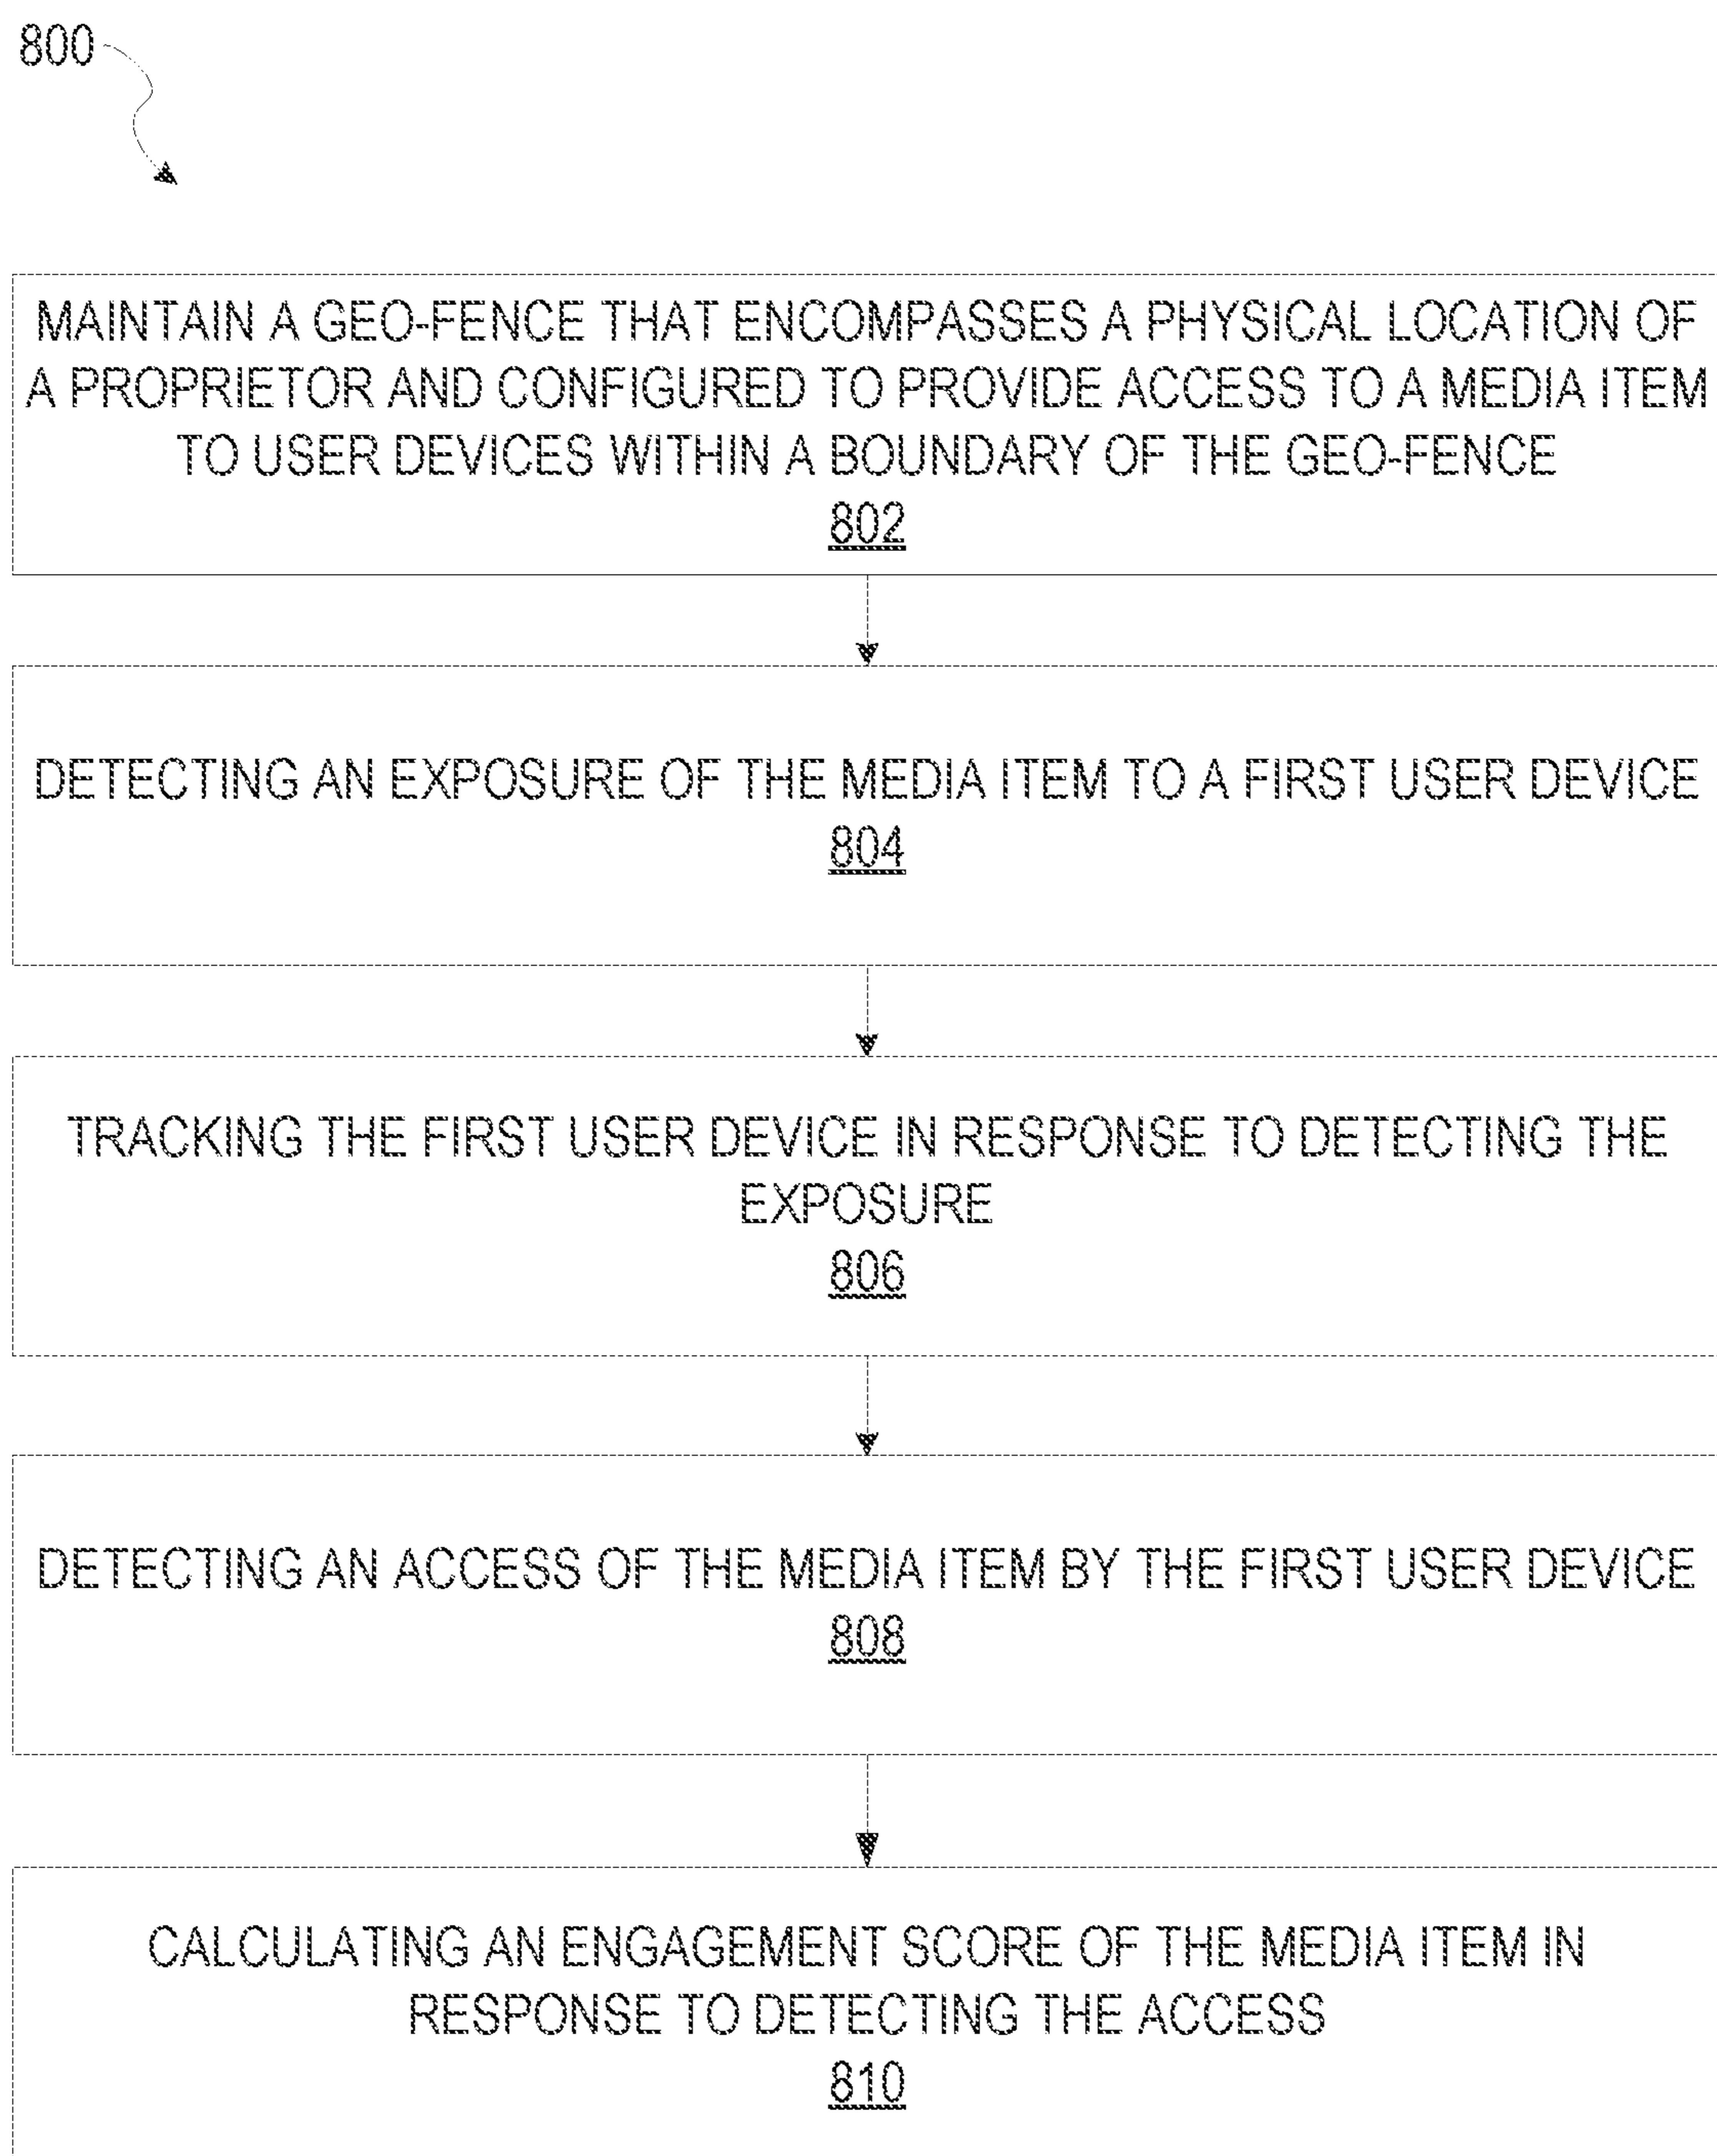 800
MAINTAIN A GEO-FENCE THAT ENCOMPASSES A PHYSICAL LOCATION OF
A PROPRIETOR AND CONFIGURED TO PROVIDE ACCESS TO A MEDIA ITEM
TO USER DEVICES WITHIN A BOUNDARY OF THE GEO-FENCE
802
DETECTING AN EXPOSURE OF THE MEDIA ITEM TO A FIRST USER DEVICE
804
TRACKING THE FIRST USER DEVICE IN RESPONSE TO DETECTING THE
EXPOSURE
806
DETECTING AN ACCESS OF THE MEDIA ITEM BY THE FIRST USER DEVICE
808
CALCULATING AN ENGAGEMENT SCORE OF THE MEDIA ITEM IN
RESPONSE TO DETECTING THE ACCESS
810